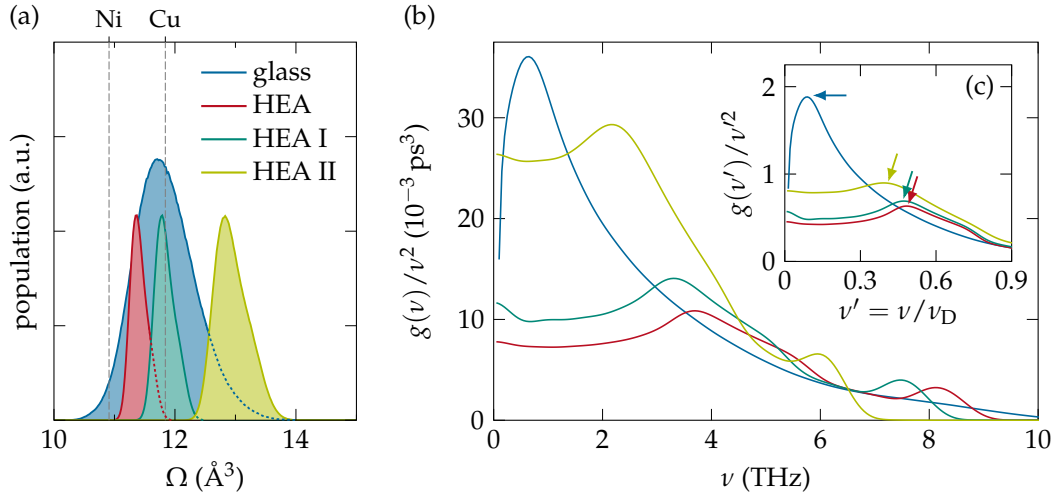 (a)
Ni
Cu
glass
HEA
HEA I
HEA II
population (a.u.)
10
12
14
Ω (Å³)
(b)
g(ν)/ν² (10⁻³ ps³)
0
10
20
30
0
2
4
6
8
10
ν (THz)
(c)
g(ν′)/ν′²
0
1
2
0
0.3
0.6
0.9
ν′ = ν/ν_D